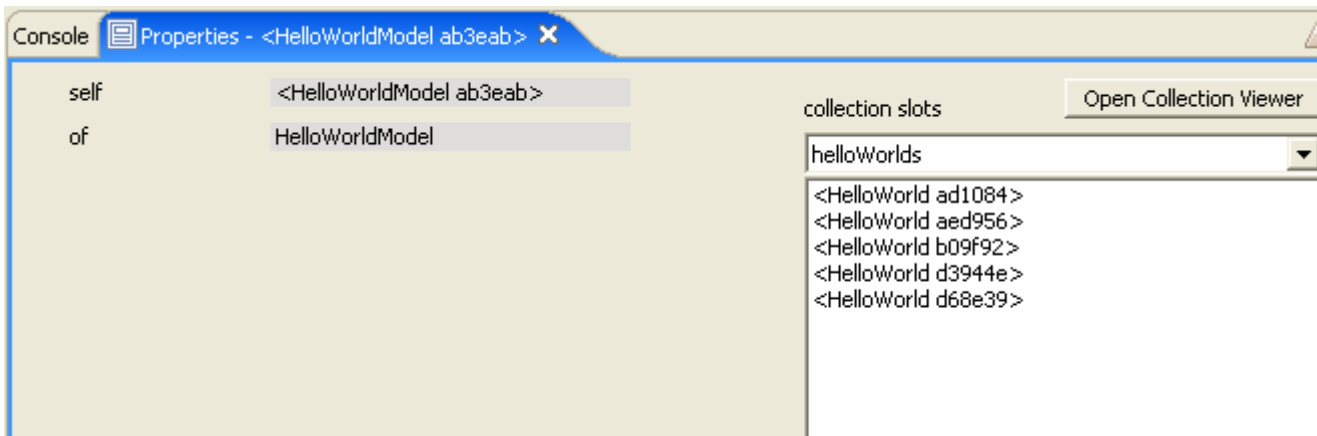 Console Properties - <HelloWorldModel ab3eab>
self <HelloWorldModel ab3eab>
of HelloWorldModel
collection slots Open Collection Viewer
helloWorlds
<HelloWorld ad1084>
<HelloWorld aed956>
<HelloWorld b09f92>
<HelloWorld d3944e>
<HelloWorld d68e39>